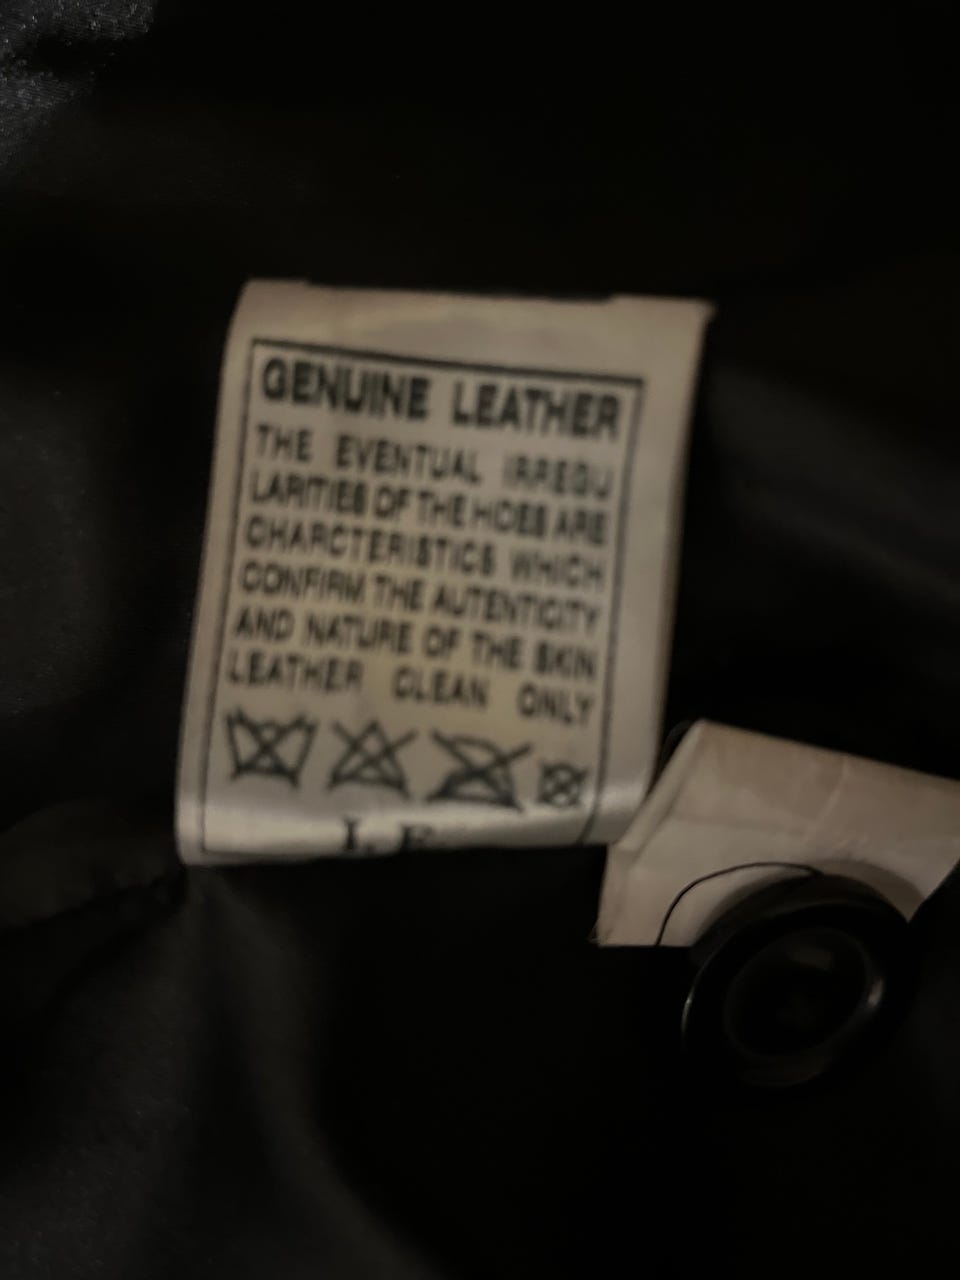 GENUINE LEATHER
THE EVENTUAL IRREGU
LARITIES OF THE HOES ARE
CHARCTERISTICS WHICH
CONFIRM THE AUTENTICITY
AND NATURE OF THE SKIN
LEATHER CLEAN ONLY